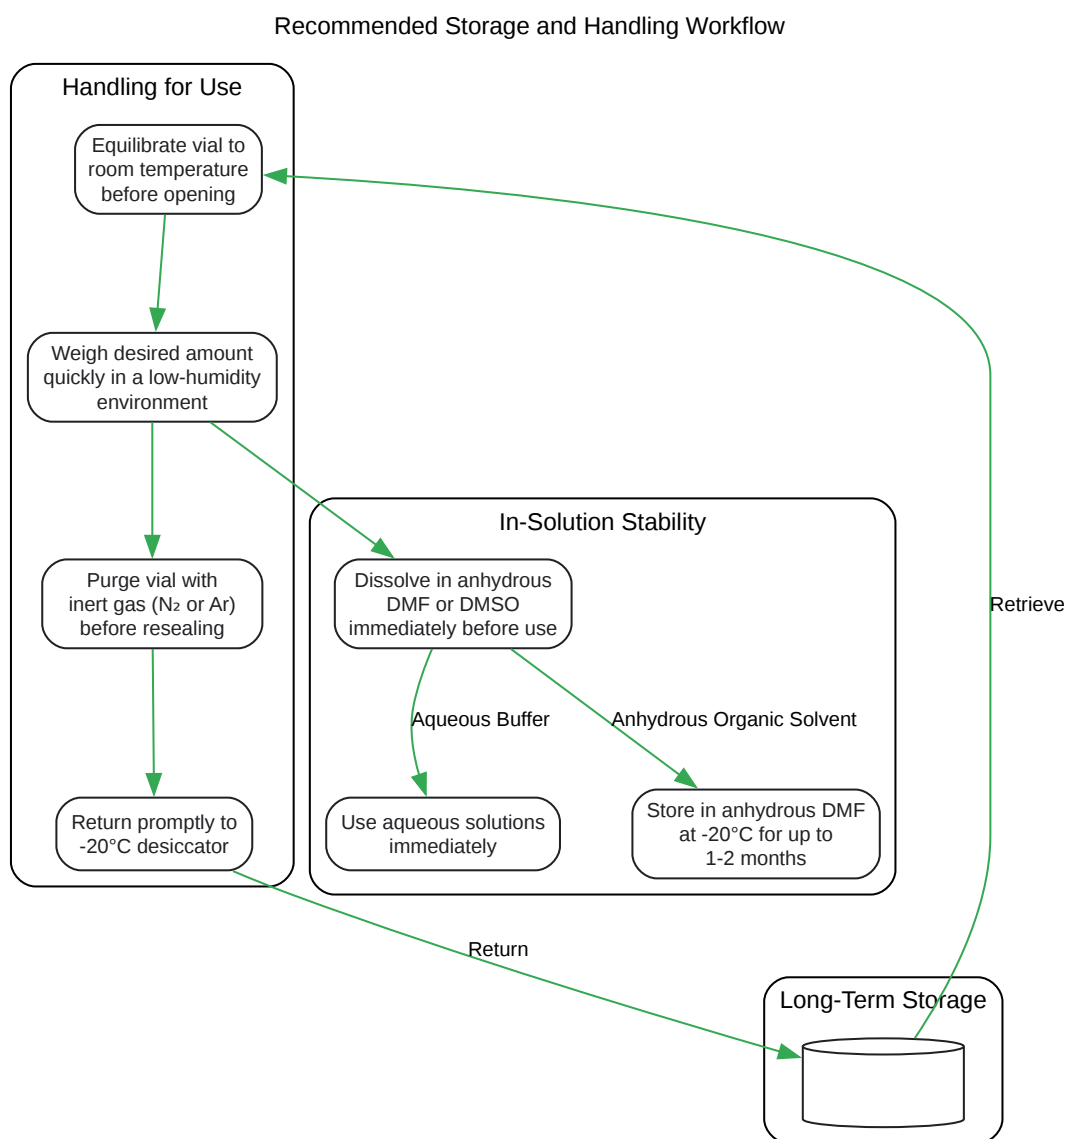 Recommended Storage and Handling Workflow
Handling for Use
Equilibrate vial to
room temperature
before opening
Weigh desired amount
quickly in a low-humidity
environment
Purge vial with
inert gas (N₂ or Ar)
before resealing
Return promptly to
-20°C desiccator
In-Solution Stability
Dissolve in anhydrous
DMF or DMSO
immediately before use
Aqueous Buffer
Anhydrous Organic Solvent
Use aqueous solutions
immediately
Store in anhydrous DMF
at -20°C for up to
1-2 months
Retrieve
Return
Long-Term Storage